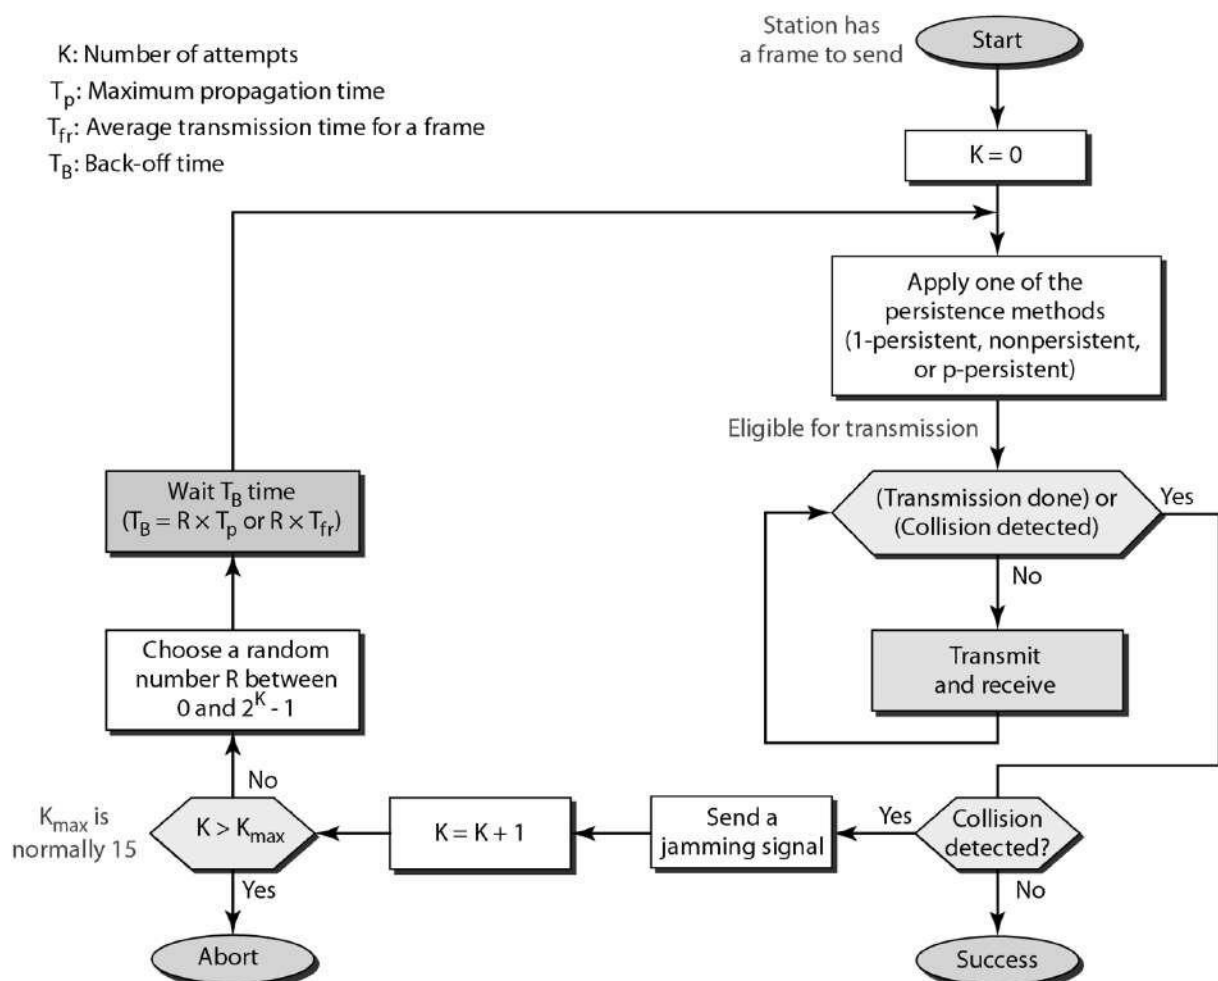 K: Number of attempts
Tp: Maximum propagation time
Tfr: Average transmission time for a frame
TB: Back-off time
Station has
a frame to send
Start
K = 0
Apply one of the
persistence methods
(1-persistent, nonpersistent,
or p-persistent)
Eligible for transmission
(Transmission done) or
(Collision detected)
Yes
No
Transmit
and receive
Wait TB time
(TB = R × Tp or R × Tfr)
Choose a random
number R between
0 and 2^K - 1
No
Kmax is
normally 15
K > Kmax
Yes
Abort
K = K + 1
Send a
jamming signal
Yes
Collision
detected?
No
Success